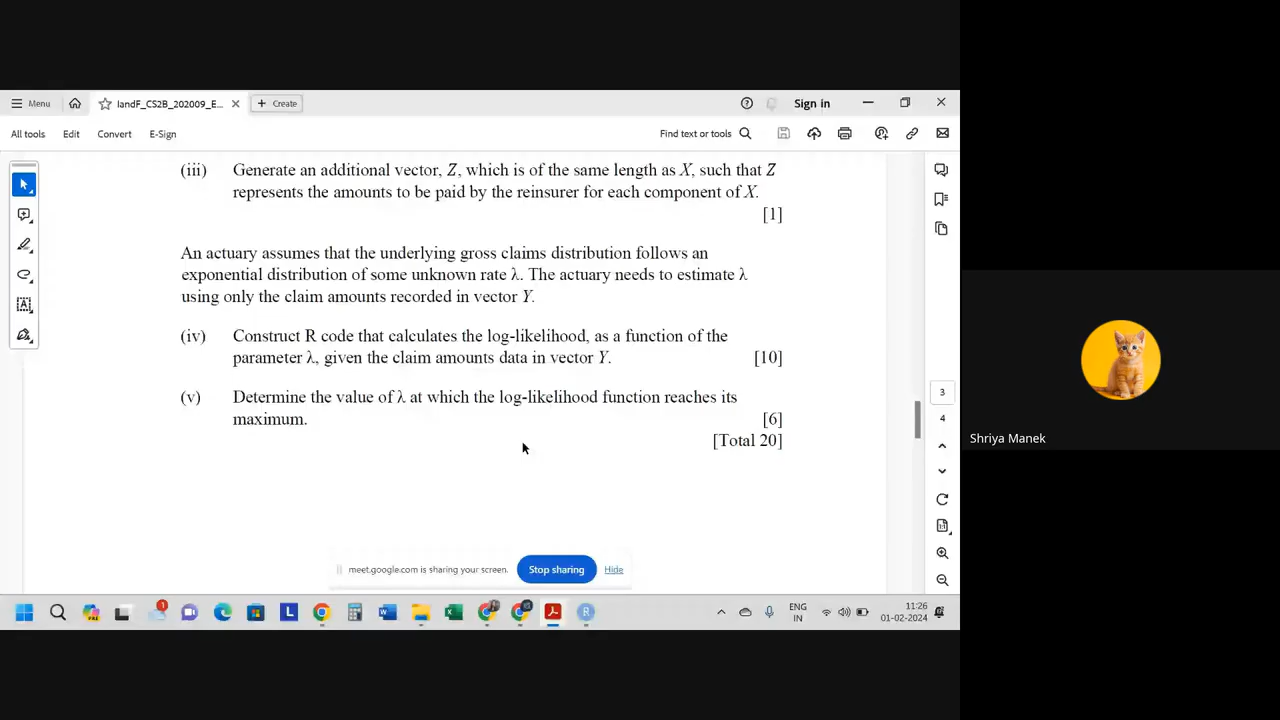 Menu
IandF_CS2B_202009_E...
Create
Sign in
All tools
Edit
Convert
E-Sign
Find text or tools
(iii) Generate an additional vector, Z, which is of the same length as X, such that Z
represents the amounts to be paid by the reinsurer for each component of X.
[1]
An actuary assumes that the underlying gross claims distribution follows an
exponential distribution of some unknown rate λ. The actuary needs to estimate λ
using only the claim amounts recorded in vector Y.
(iv) Construct R code that calculates the log-likelihood, as a function of the
parameter λ, given the claim amounts data in vector Y. [10]
(v) Determine the value of λ at which the log-likelihood function reaches its
maximum. [6]
[Total 20]
3
4
Shriya Manek
meet.google.com is sharing your screen.
Stop sharing
Hide
ENG
IN
11:26
01-02-2024